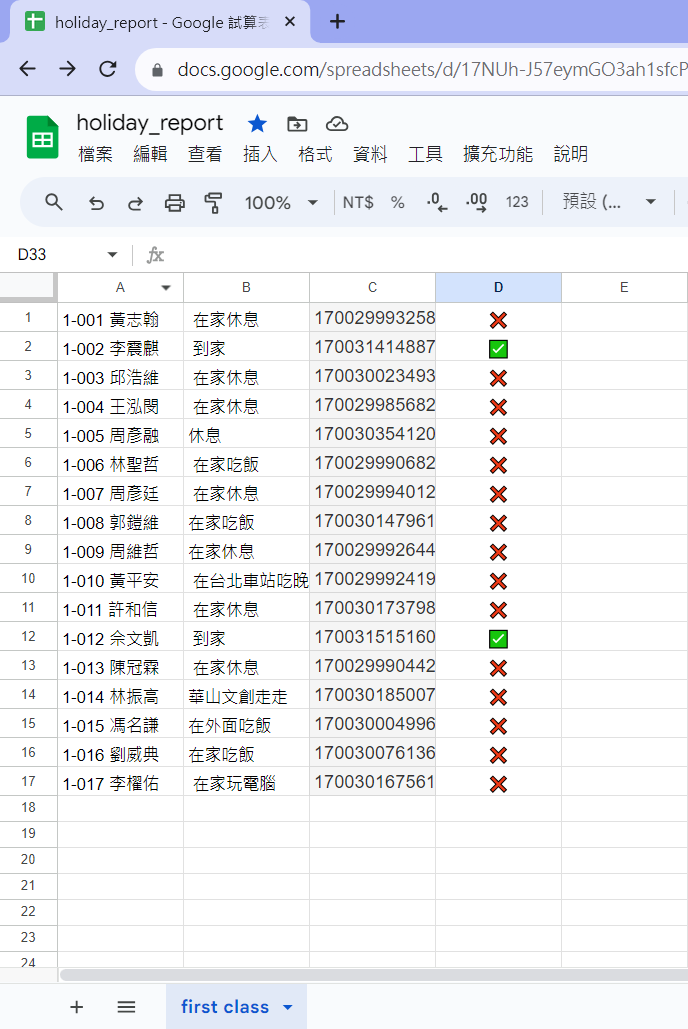 holiday_report - Google 試算表
docs.google.com/spreadsheets/d/17NUh-J57eymGO3ah1sfcP
holiday_report
檔案 編輯 查看 插入 格式 資料 工具 擴充功能 說明
100% NT$ % .0 .00 123 預設 (...
D33 fx
A B C D E
1 1-001 黃志翰 在家休息 170029993258 ❌
2 1-002 李震麒 到家 170031414887 ✅
3 1-003 邱浩維 在家休息 170030023493 ❌
4 1-004 王泓閔 在家休息 170029985682 ❌
5 1-005 周彥融 休息 170030354120 ❌
6 1-006 林聖哲 在家吃飯 170029990682 ❌
7 1-007 周彥廷 在家休息 170029994012 ❌
8 1-008 郭鎧維 在家吃飯 170030147961 ❌
9 1-009 周維哲 在家休息 170029992644 ❌
10 1-010 黃平安 在台北車站吃晚 170029992419 ❌
11 1-011 許和信 在家休息 170030173798 ❌
12 1-012 佘文凱 到家 170031515160 ✅
13 1-013 陳冠霖 在家休息 170029990442 ❌
14 1-014 林振高 華山文創走走 170030185007 ❌
15 1-015 馮名謙 在外面吃飯 170030004996 ❌
16 1-016 劉威典 在家吃飯 170030076136 ❌
17 1-017 李櫂佑 在家玩電腦 170030167561 ❌
18
19
20
21
22
23
24
first class